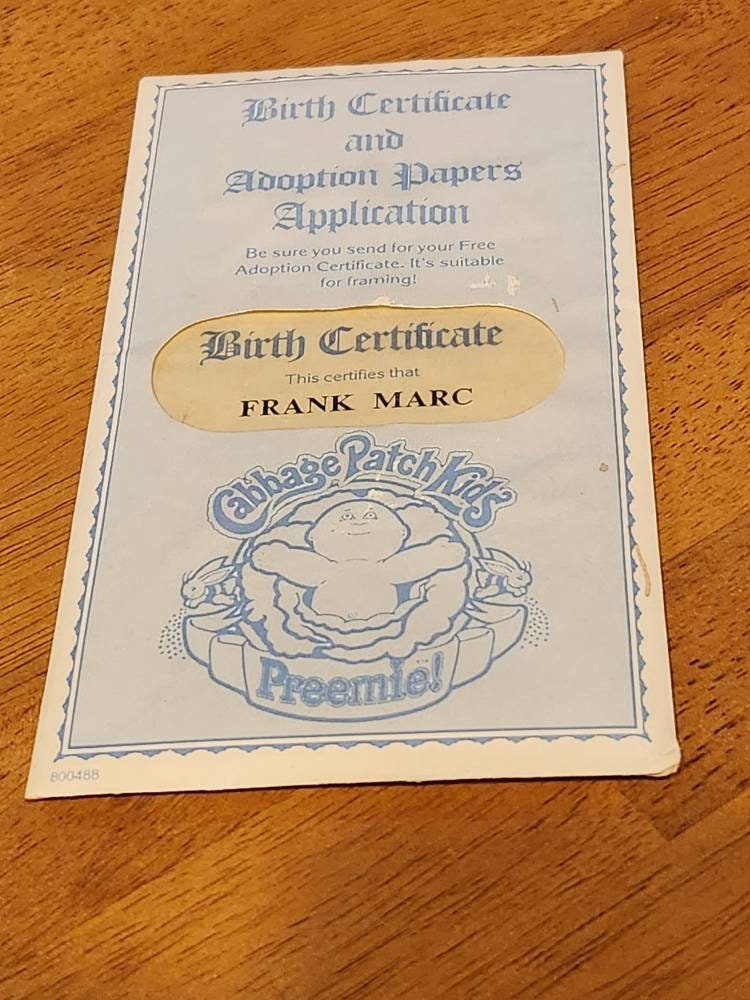 Birth Certificate
and
Adoption Papers
Application
Be sure you send for your Free
Adoption Certificate. It's suitable
for framing!
Birth Certificate
This certifies that
FRANK MARC
Cabbage Patch Kids
Preemie!
800488